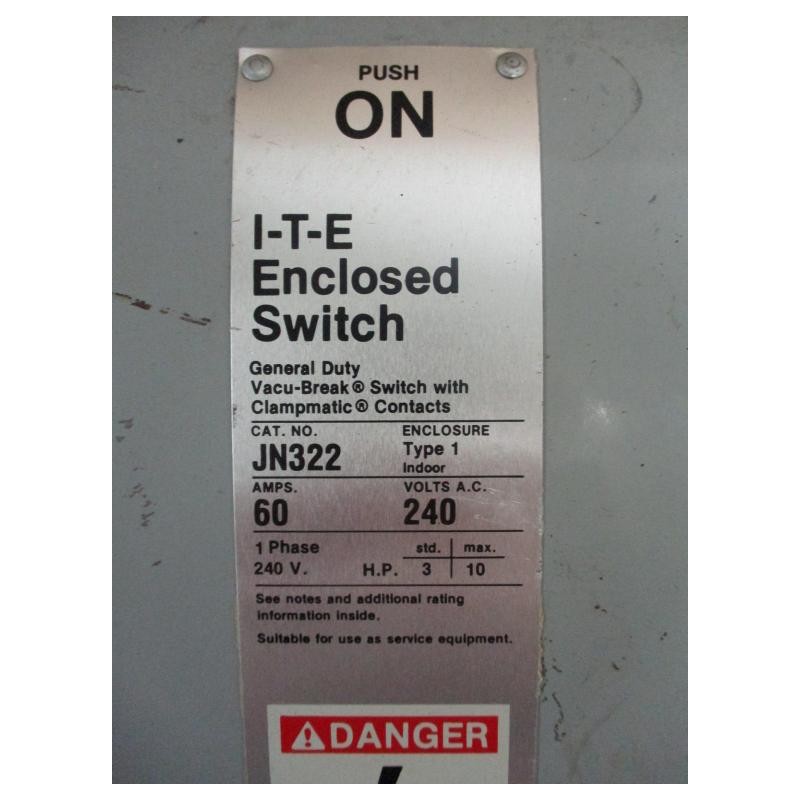 PUSH
ON
I-T-E
Enclosed
Switch
General Duty
Vacu-Break® Switch with
Clampmatic® Contacts
CAT. NO. ENCLOSURE
JN322 Type 1
Indoor
AMPS. VOLTS A.C.
60 240
1 Phase std. max.
240 V. H.P. 3 10
See notes and additional rating
information inside.
Suitable for use as service equipment.
DANGER